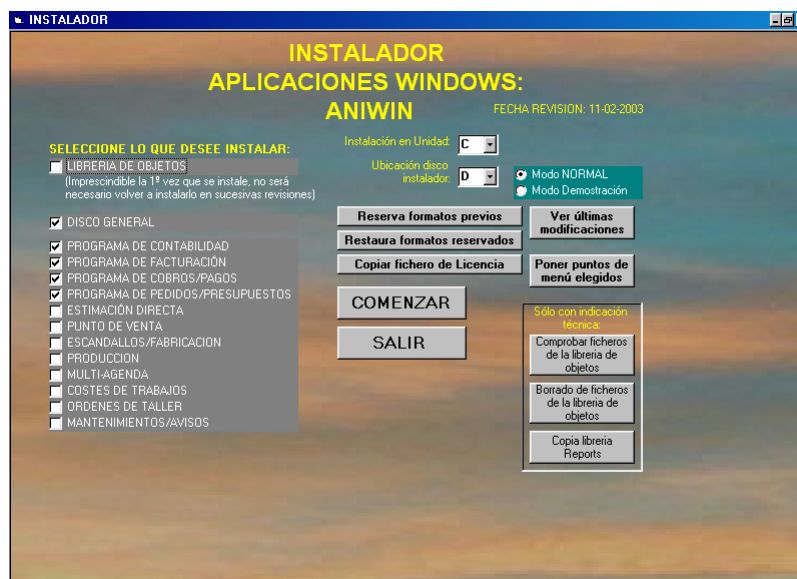 INSTALADOR
INSTALADOR
APLICACIONES WINDOWS:
ANIWIN
FECHA REVISION: 11-02-2003
SELECCIONE LO QUE DESEE INSTALAR:
LIBRERIA DE OBJETOS
(Imprescindible la 1ª vez que se instale, no será
necesario volver a instalarlo en sucesivas revisiones)
DISCO GENERAL
PROGRAMA DE CONTABILIDAD
PROGRAMA DE FACTURACIÓN
PROGRAMA DE COBROS/PAGOS
PROGRAMA DE PEDIDOS/PRESUPUESTOS
ESTIMACIÓN DIRECTA
PUNTO DE VENTA
ESCANDALLOS/FABRICACION
PRODUCCION
MULTI-AGENDA
COSTES DE TRABAJOS
ORDENES DE TALLER
MANTENIMIENTOS/AVISOS
Instalación en Unidad: C
Ubicación disco
instalador: D
Modo NORMAL
Modo Demostración
Reserva formatos previos
Restaura formatos reservados
Copiar fichero de Licencia
COMENZAR
SALIR
Ver últimas
modificaciones
Poner puntos de
menú elegidos
Sólo con indicación
técnica:
Comprobar ficheros
de la libreria de
objetos
Borrado de ficheros
de la libreria de
objetos
Copia libreria
Reports